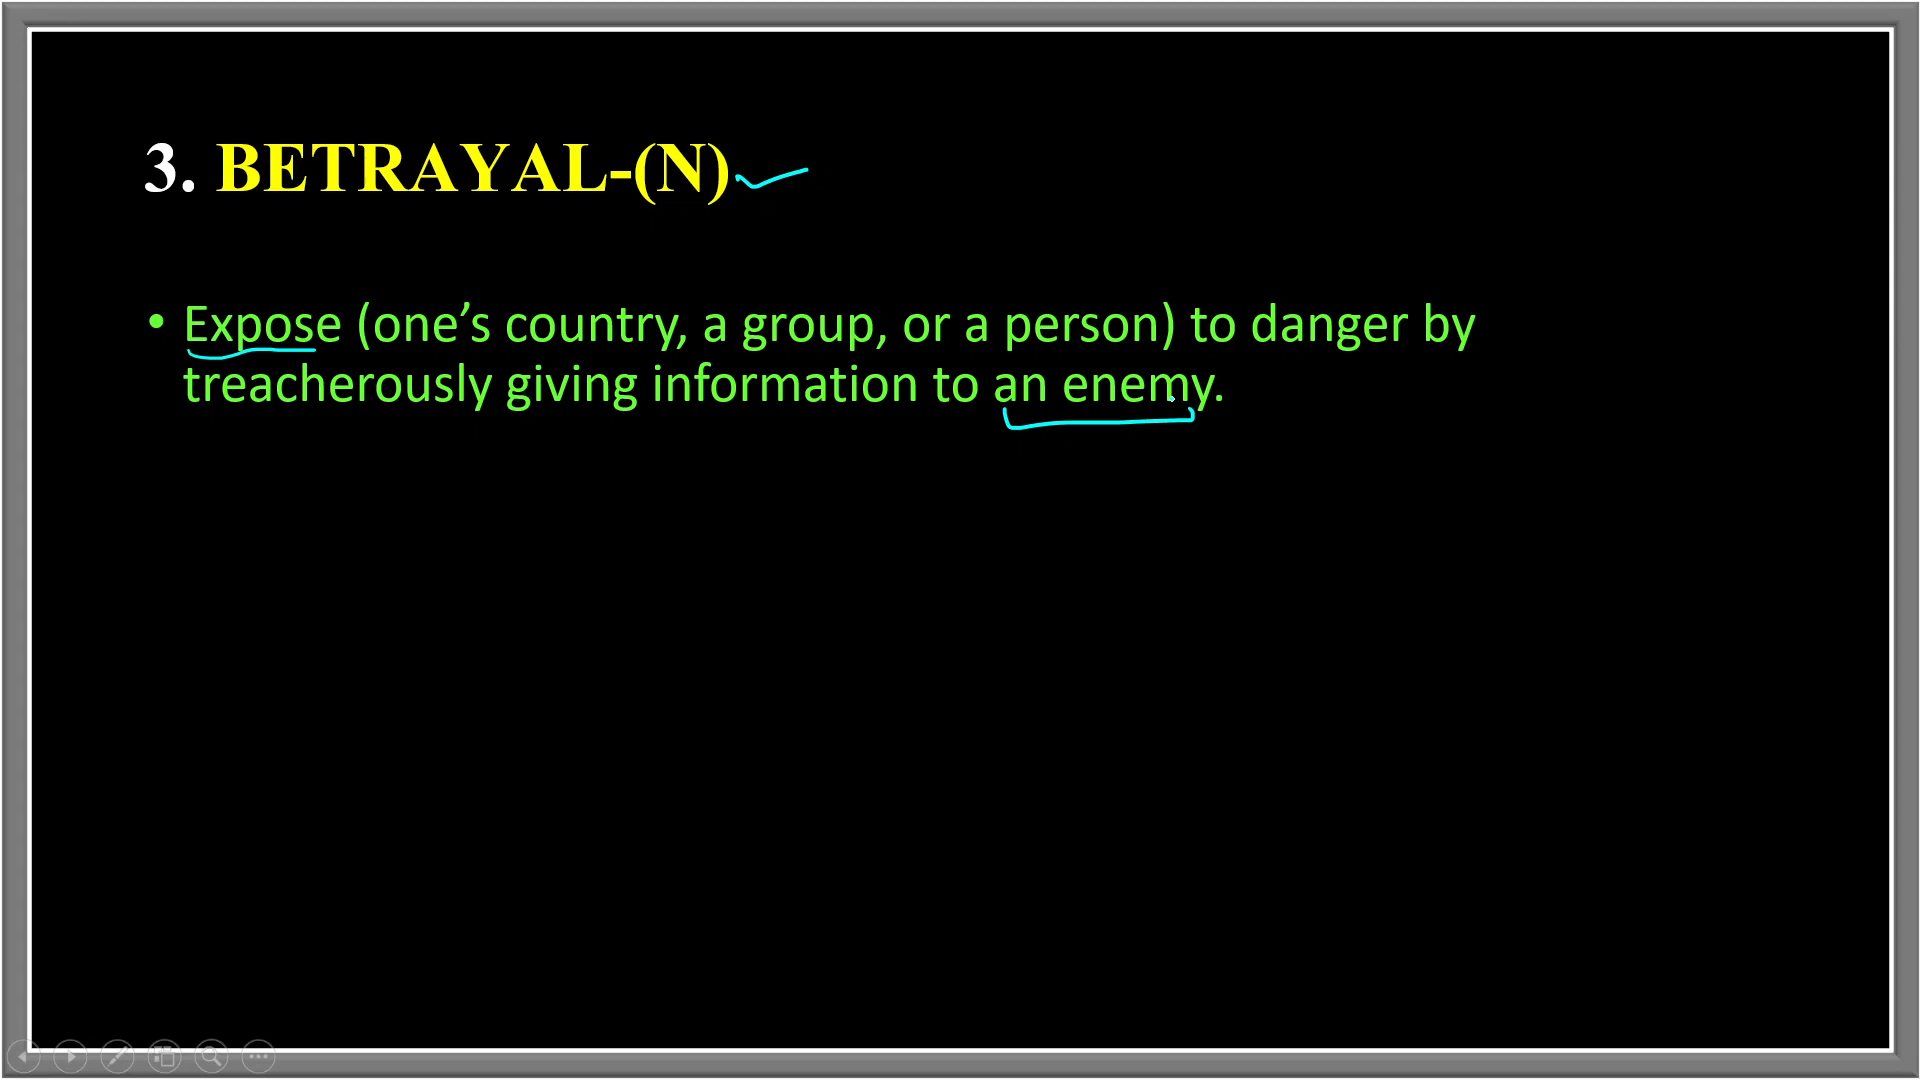 3. BETRAYAL-(N)
• Expose (one’s country, a group, or a person) to danger by
treacherously giving information to an enemy.